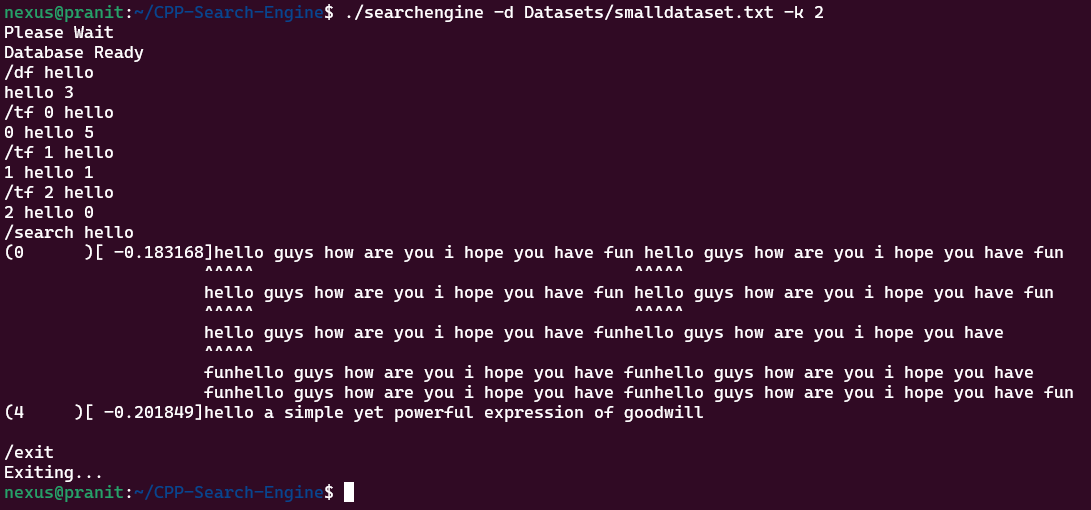 nexus@pranit:~/CPP-Search-Engine$ ./searchengine -d Datasets/smalldataset.txt -k 2
Please Wait
Database Ready
/df hello
hello 3
/tf 0 hello
0 hello 5
/tf 1 hello
1 hello 1
/tf 2 hello
2 hello 0
/search hello
(0      )[ -0.183168]hello guys how are you i hope you have fun hello guys how are you i hope you have fun
                    ^^^^^                                      ^^^^^
                    hello guys how are you i hope you have fun hello guys how are you i hope you have fun
                    ^^^^^                                      ^^^^^
                    hello guys how are you i hope you have funhello guys how are you i hope you have
                    ^^^^^
                    funhello guys how are you i hope you have funhello guys how are you i hope you have
                    funhello guys how are you i hope you have funhello guys how are you i hope you have fun
(4     )[ -0.201849]hello a simple yet powerful expression of goodwill
/exit
Exiting...
nexus@pranit:~/CPP-Search-Engine$